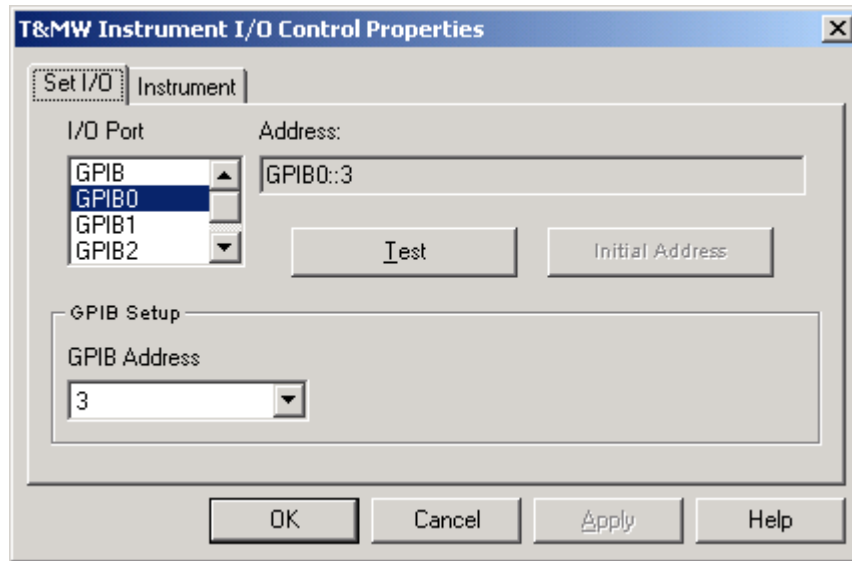 T&MW Instrument I/O Control Properties
Set I/O
Instrument
I/O Port
Address:
GPIB
GPIB0
GPIB1
GPIB2
GPIB0::3
Test
Initial Address
GPIB Setup
GPIB Address
3
OK
Cancel
Apply
Help